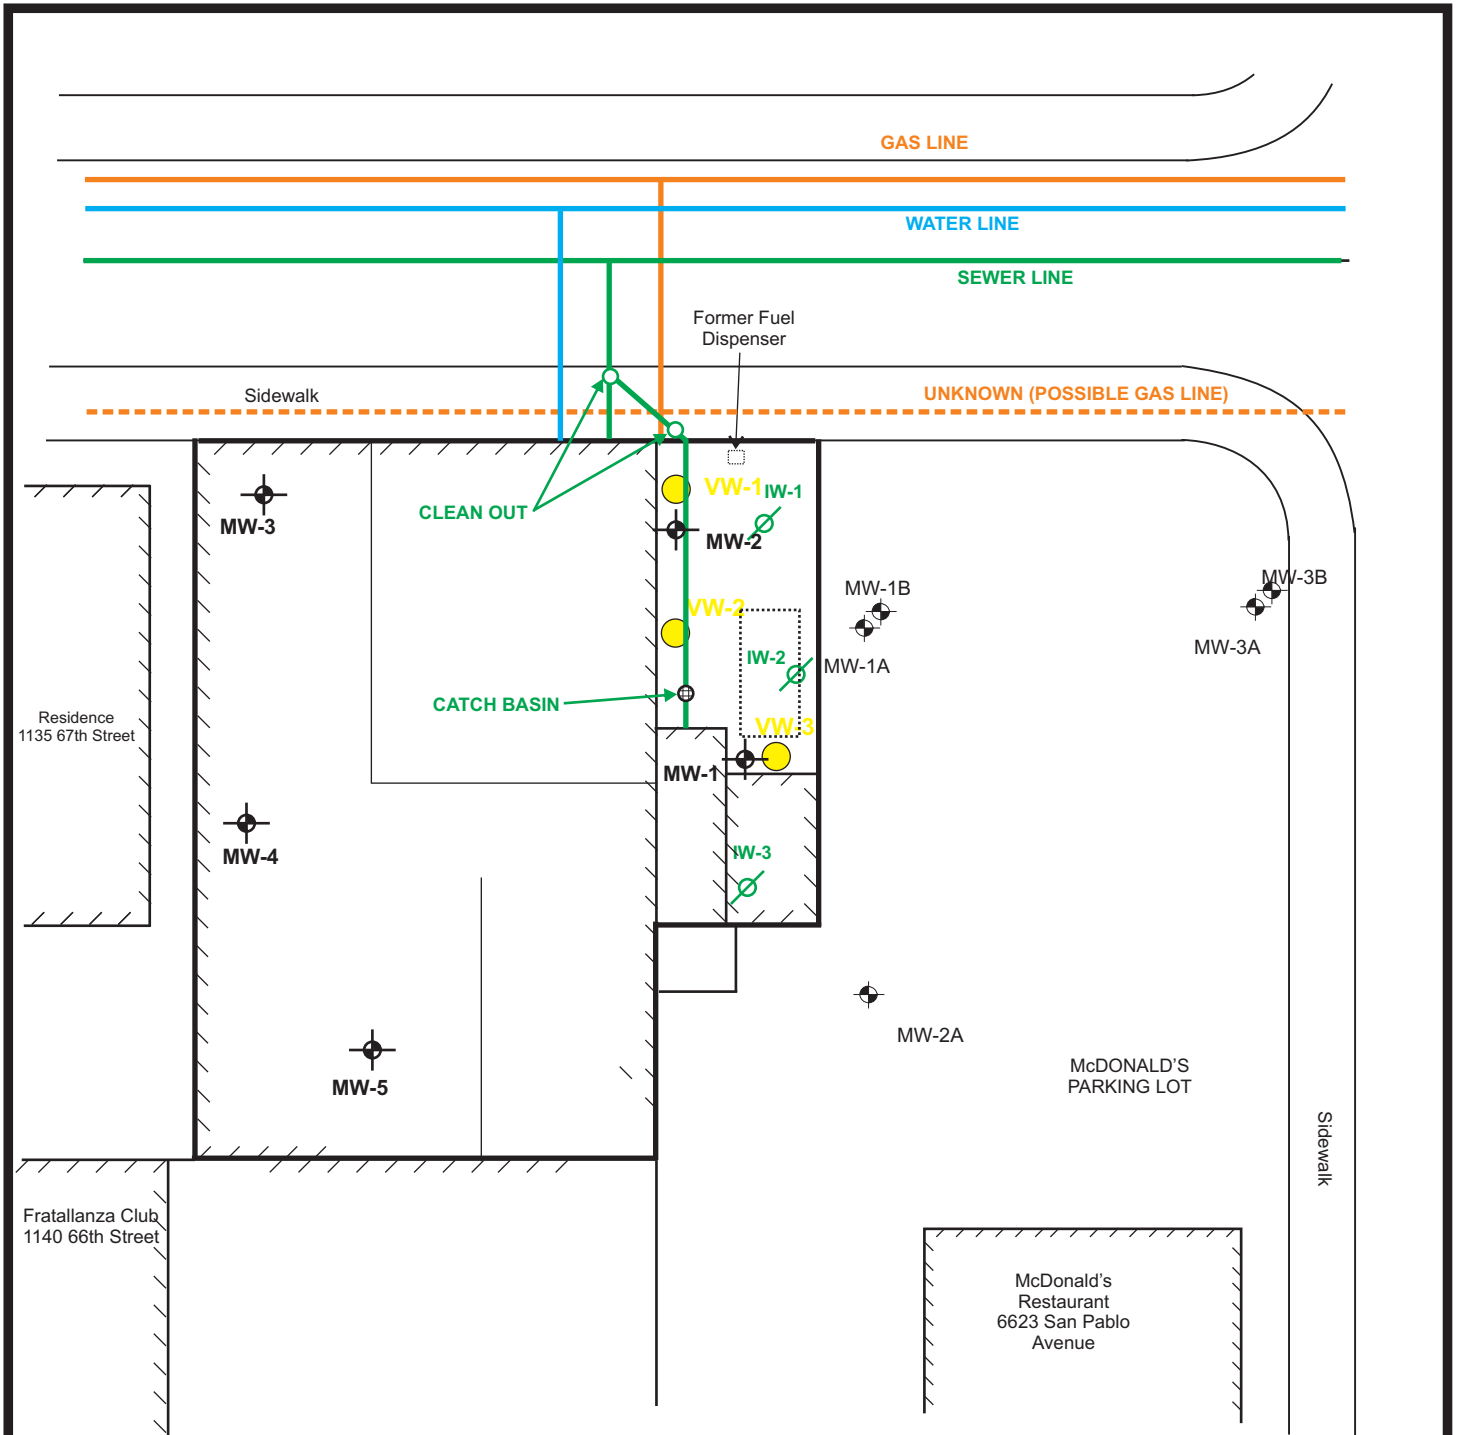 GAS LINE
WATER LINE
SEWER LINE
Former Fuel
Dispenser
Sidewalk
UNKNOWN (POSSIBLE GAS LINE)
VW-1
IW-1
MW-3
CLEAN OUT
MW-2
MW-3B
MW-1B
VW-2
MW-3A
IW-2
MW-1A
CATCH BASIN
Residence
1135 67th Street
VW-3
MW-1
MW-4
IW-3
MW-2A
McDONALD'S
PARKING LOT
MW-5
Sidewalk
Fratallanza Club
1140 66th Street
McDonald's
Restaurant
6623 San Pablo
Avenue